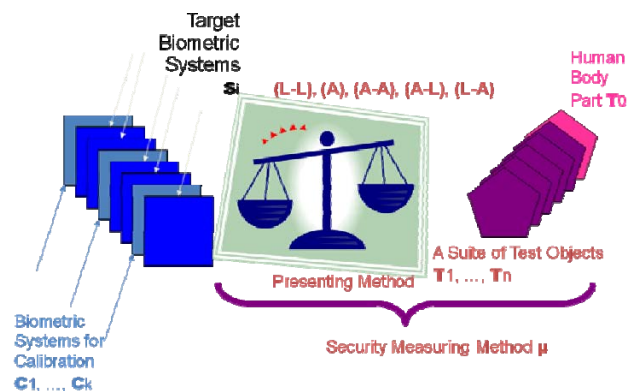 Target
Biometric
Systems
Si
(L-L), (A), (A-A), (A-L), (L-A)
Human
Body
Part T0
A Suite of Test Objects
T1, ..., Tn
Presenting Method
Biometric
Systems for
Calibration
C1, ..., Ck
Security Measuring Method μ